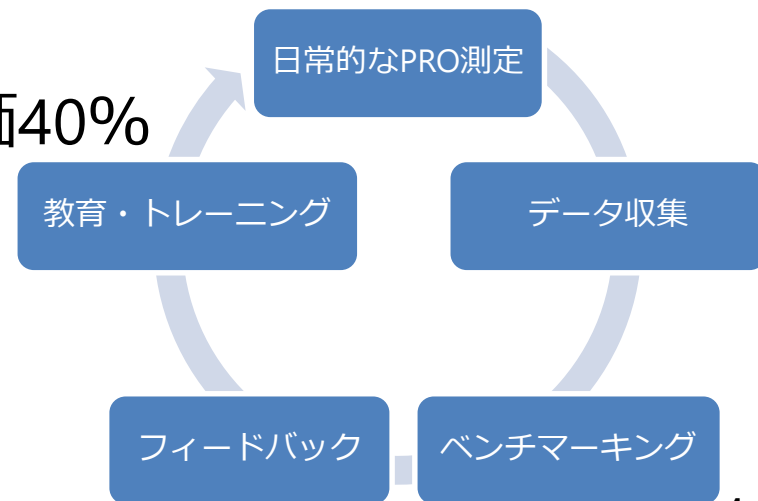 日常的なPRO測定
価40%
教育・トレーニング
データ収集
フィードバック
ベンチマーキング